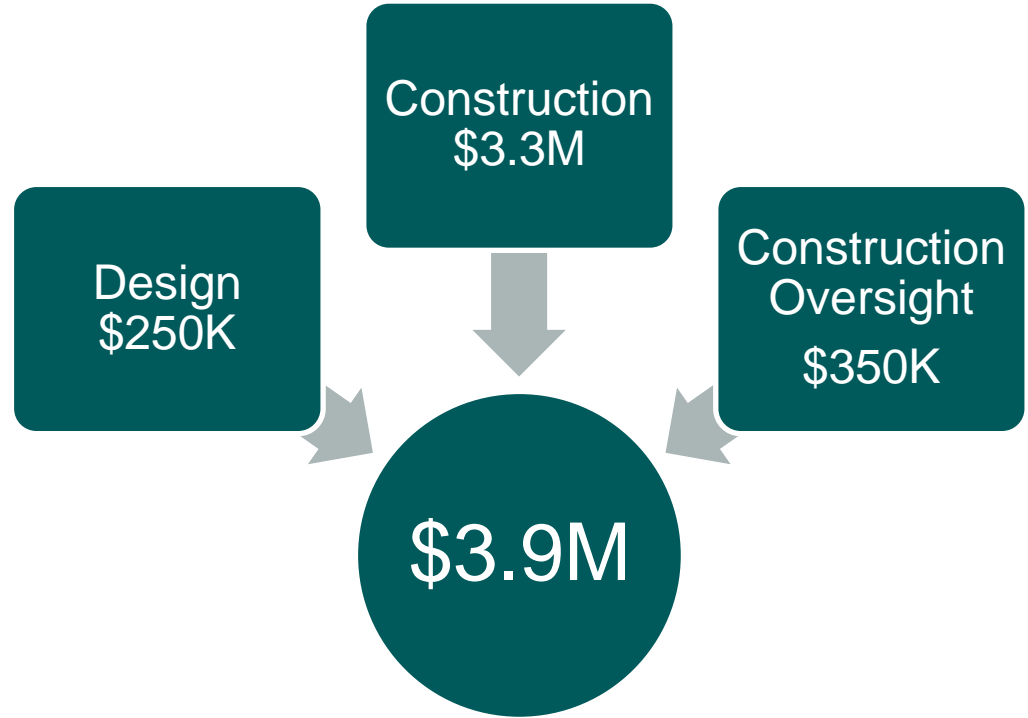 Design
$250K
Construction
$3.3M
Construction
Oversight
$350K
$3.9M